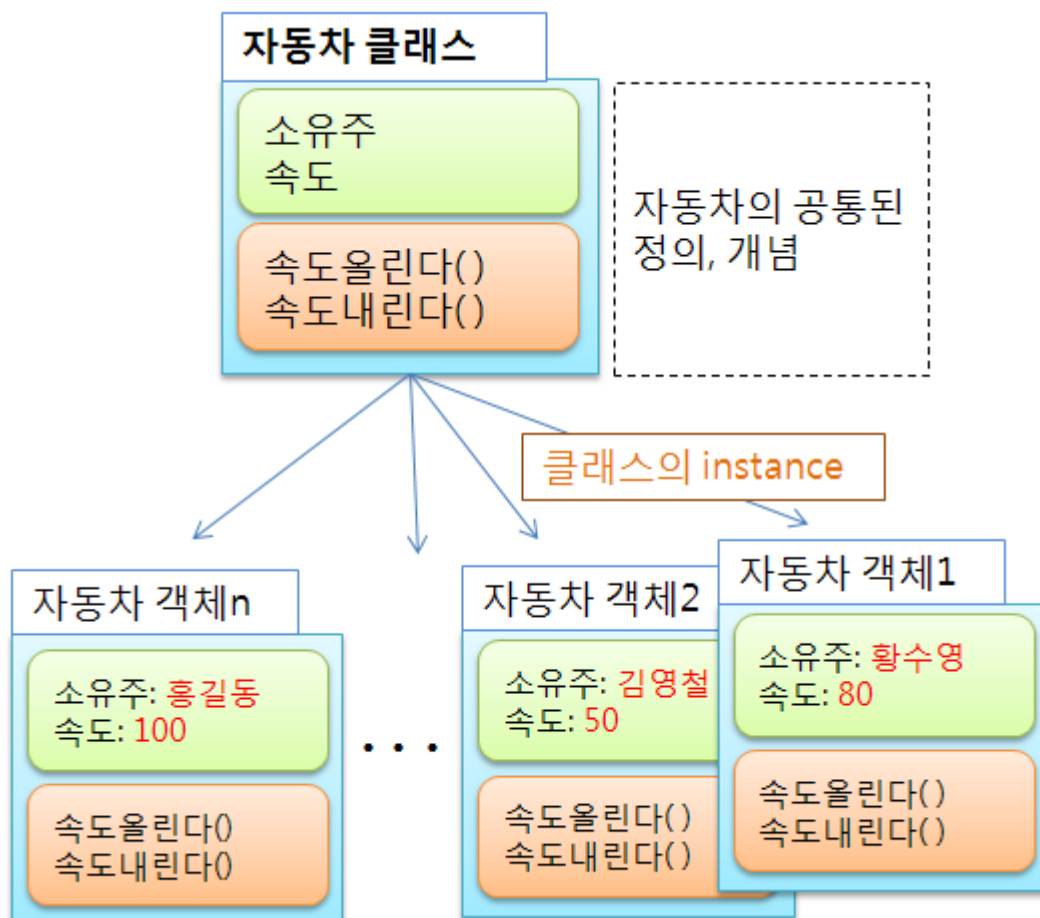 자동차 클래스
소유주
속도
속도올린다()
속도내린다()
자동차의 공통된
정의, 개념
클래스의 instance
자동차 객체n
소유주: 홍길동
속도: 100
속도올린다()
속도내린다()
. . .
자동차 객체2
소유주: 김영철
속도: 50
속도올린다()
속도내린다()
자동차 객체1
소유주: 황수영
속도: 80
속도올린다()
속도내린다()